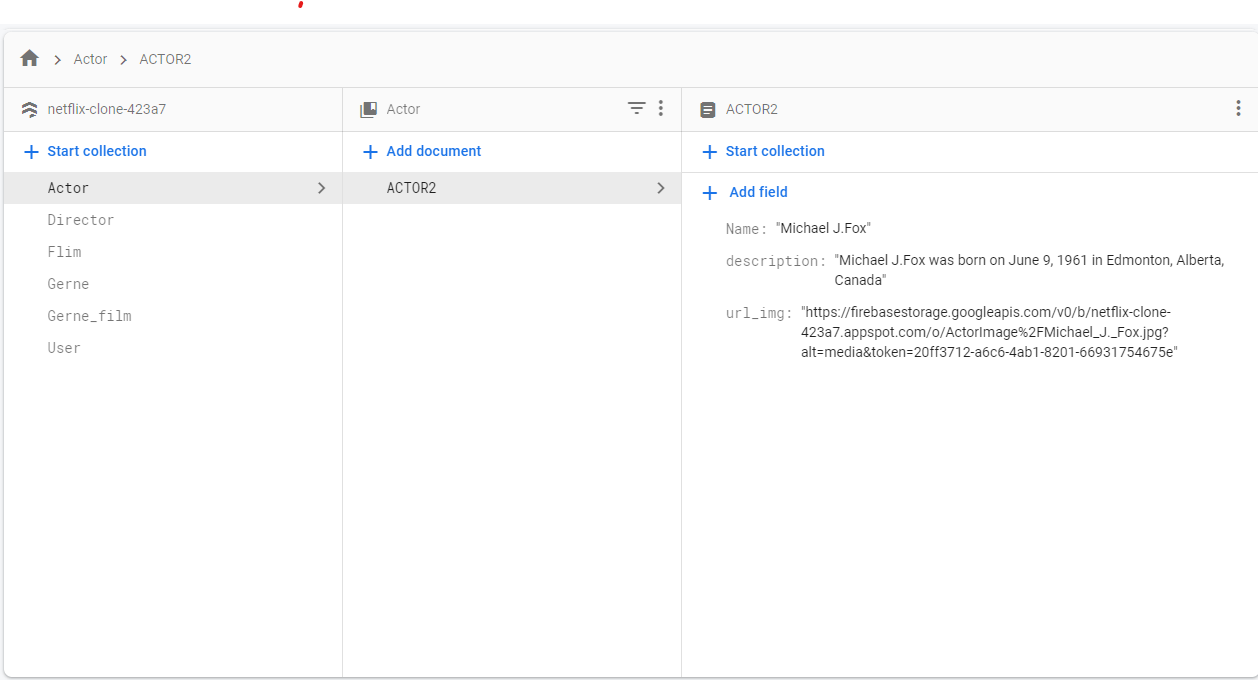 Actor ACTOR2
netflix-clone-423a7
Start collection
Actor
Director
Flim
Gerne
Gerne_film
User
Actor
Add document
ACTOR2
ACTOR2
Start collection
Add field
Name: "Michael J.Fox"
description: "Michael J.Fox was born on June 9, 1961 in Edmonton, Alberta,
Canada"
url_img: "https://firebasestorage.googleapis.com/v0/b/netflix-clone-
423a7.appspot.com/o/ActorImage%2FMichael_J._Fox.jpg?
alt=media&token=20ff3712-a6c6-4ab1-8201-66931754675e"